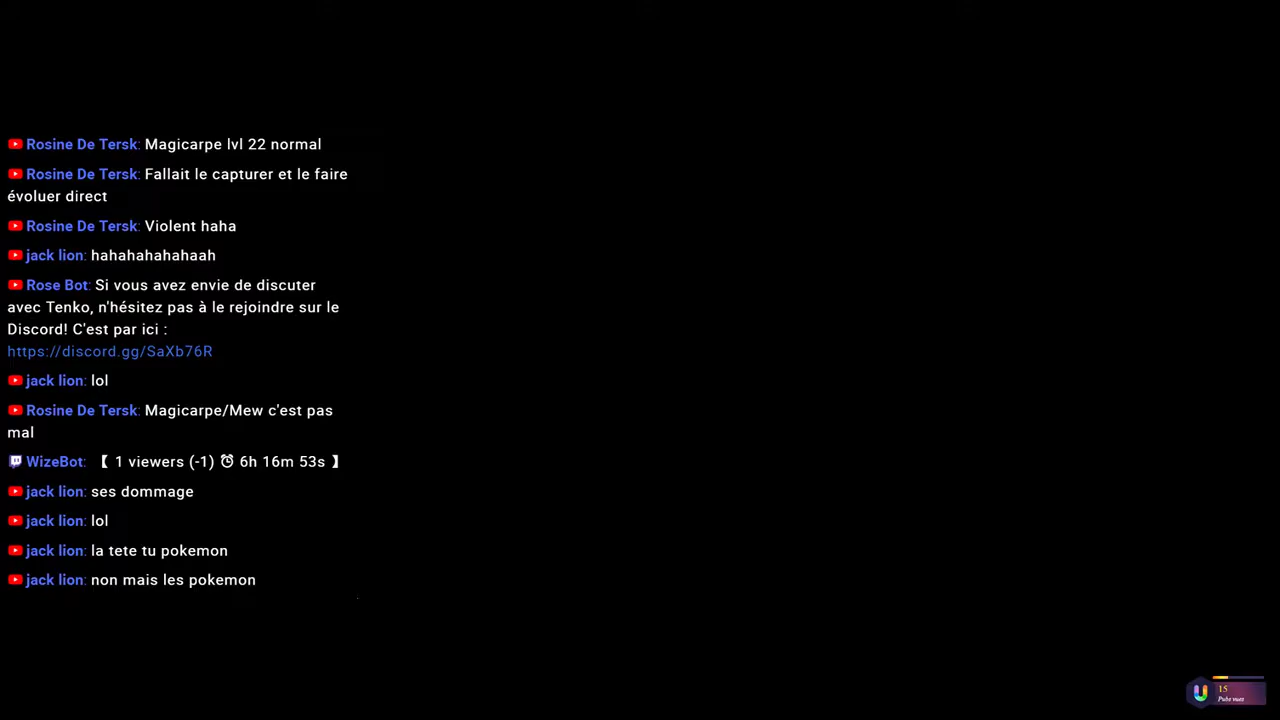 Rosine De Tersk: Magicarpe lvl 22 normal
Rosine De Tersk: Fallait le capturer et le faire
évoluer direct
Rosine De Tersk: Violent haha
jack lion: hahahahahahaah
Rose Bot: Si vous avez envie de discuter
avec Tenko, n'hésitez pas à le rejoindre sur le
Discord! C'est par ici :
https://discord.gg/SaXb76R
jack lion: lol
Rosine De Tersk: Magicarpe/Mew c'est pas
mal
WizeBot: 【 1 viewers (-1) ⏰ 6h 16m 53s 】
jack lion: ses dommage
jack lion: lol
jack lion: la tete tu pokemon
jack lion: non mais les pokemon
15
Pubs vues